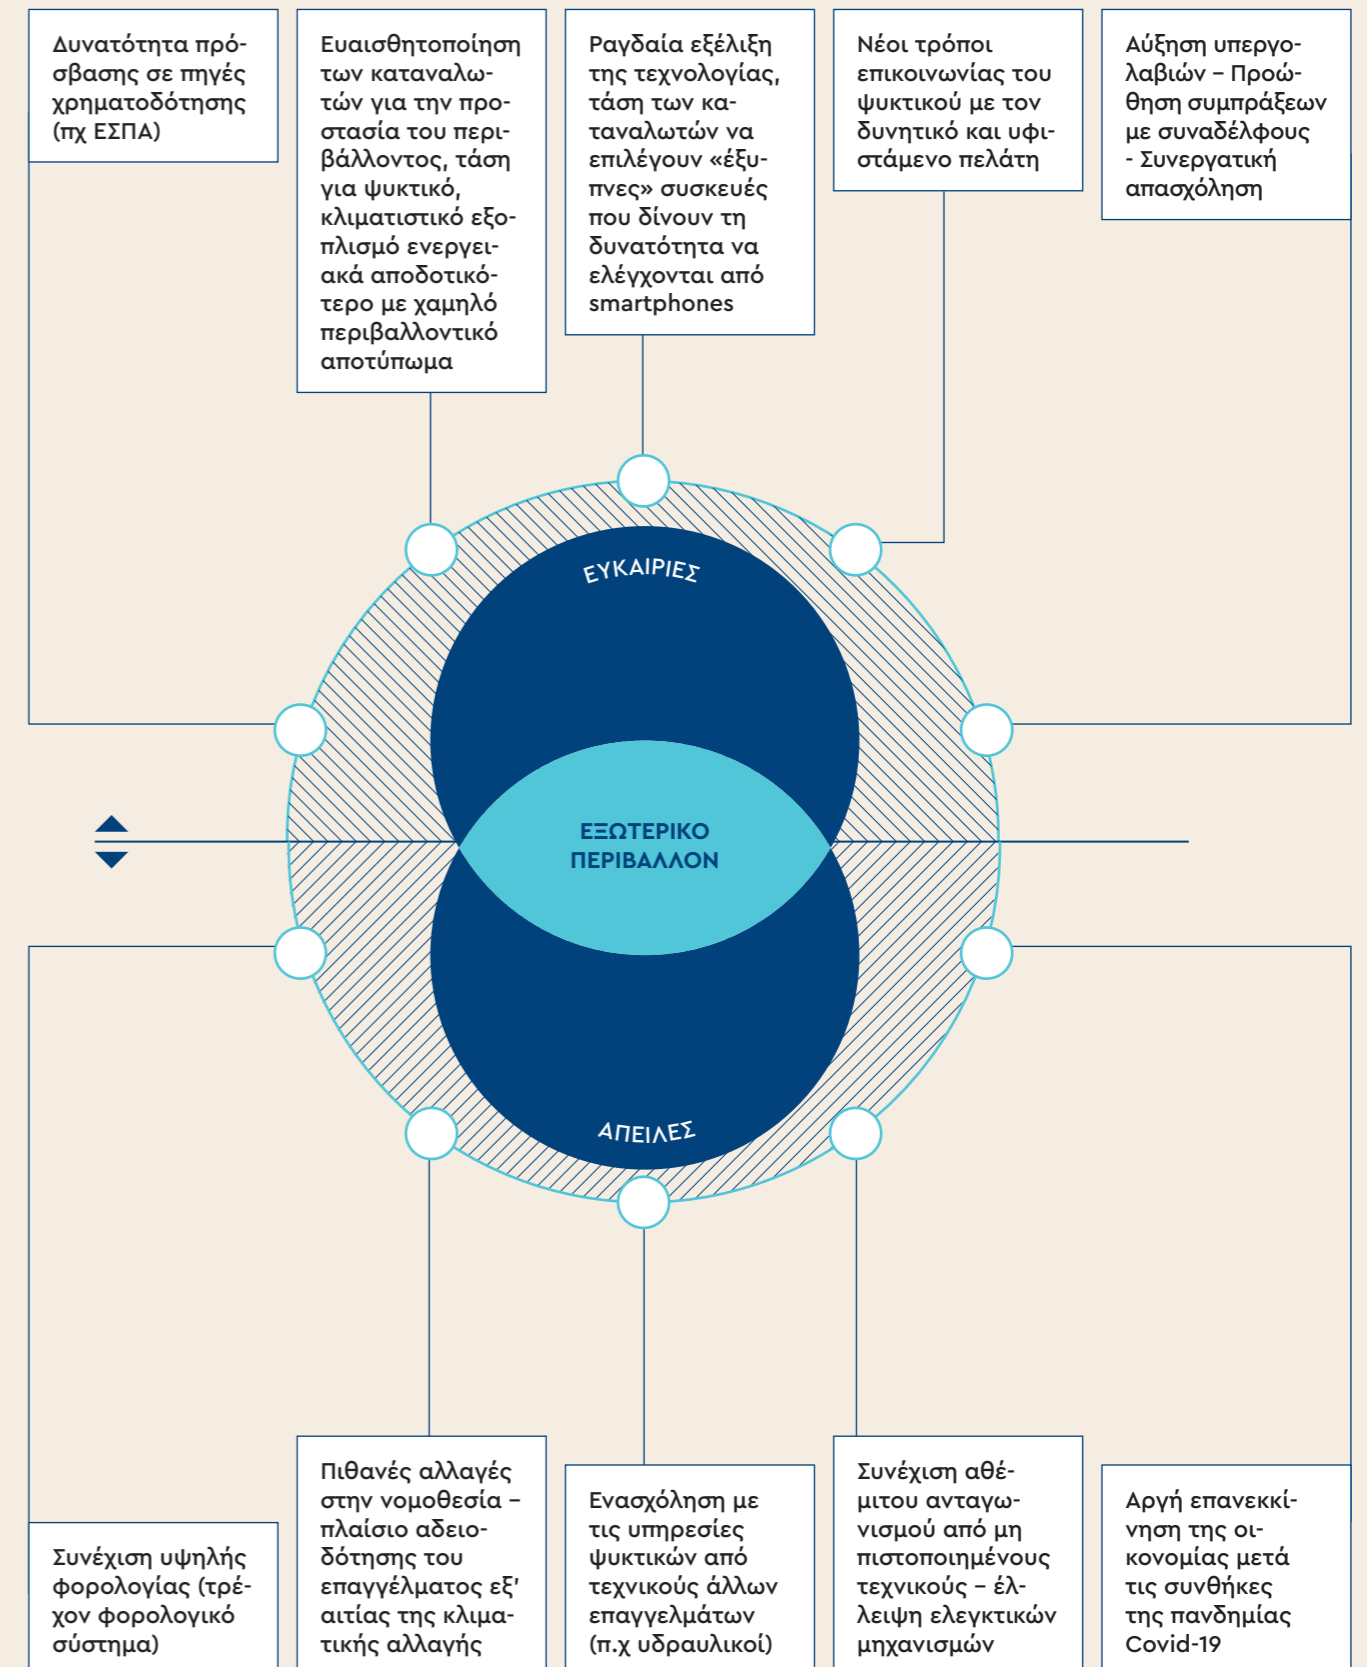 Δυνατότητα πρό-
σβασης σε πηγές
χρηματοδότησης
(πχ ΕΣΠΑ)
Ευαισθητοποίηση
των καταναλω-
τών για την προ-
στασία του περι-
βάλλοντος, τάση
για ψυκτικό,
κλιματιστικό εξο-
πλισμό ενεργει-
ακά αποδοτικό-
τερο με χαμηλό
περιβαλλοντικό
αποτύπωμα
Ραγδαία εξέλιξη
της τεχνολογίας,
τάση των κα-
ταναλωτών να
επιλέγουν «έξυ-
πνες» συσκευές
που δίνουν τη
δυνατότητα να
ελέγχονται από
smartphones
Νέοι τρόποι
επικοινωνίας του
ψυκτικού με τον
δυνητικό και υφι-
στάμενο πελάτη
Αύξηση υπεργο-
λαβιών – Προώ-
θηση συμπράξεων
με συναδέλφους
- Συνεργατική
απασχόληση
ΕΥΚΑΙΡΙΕΣ
ΕΞΩΤΕΡΙΚΟ
ΠΕΡΙΒΑΛΛΟΝ
ΑΠΕΙΛΕΣ
Συνέχιση υψηλής
φορολογίας (τρέ-
χον φορολογικό
σύστημα)
Πιθανές αλλαγές
στην νομοθεσία –
πλαίσιο αδειο-
δότησης του
επαγγέλματος εξ'
αιτίας της κλιμα-
τικής αλλαγής
Ενασχόληση με
τις υπηρεσίες
ψυκτικών από
τεχνικούς άλλων
επαγγελμάτων
(π.χ υδραυλικοί)
Συνέχιση αθέ-
μιτου ανταγω-
νισμού από μη
πιστοποιημένους
τεχνικούς – έλ-
λειψη ελεγκτικών
μηχανισμών
Αργή επανεκκί-
νηση της οι-
κονομίας μετά
τις συνθήκες
της πανδημίας
Covid-19